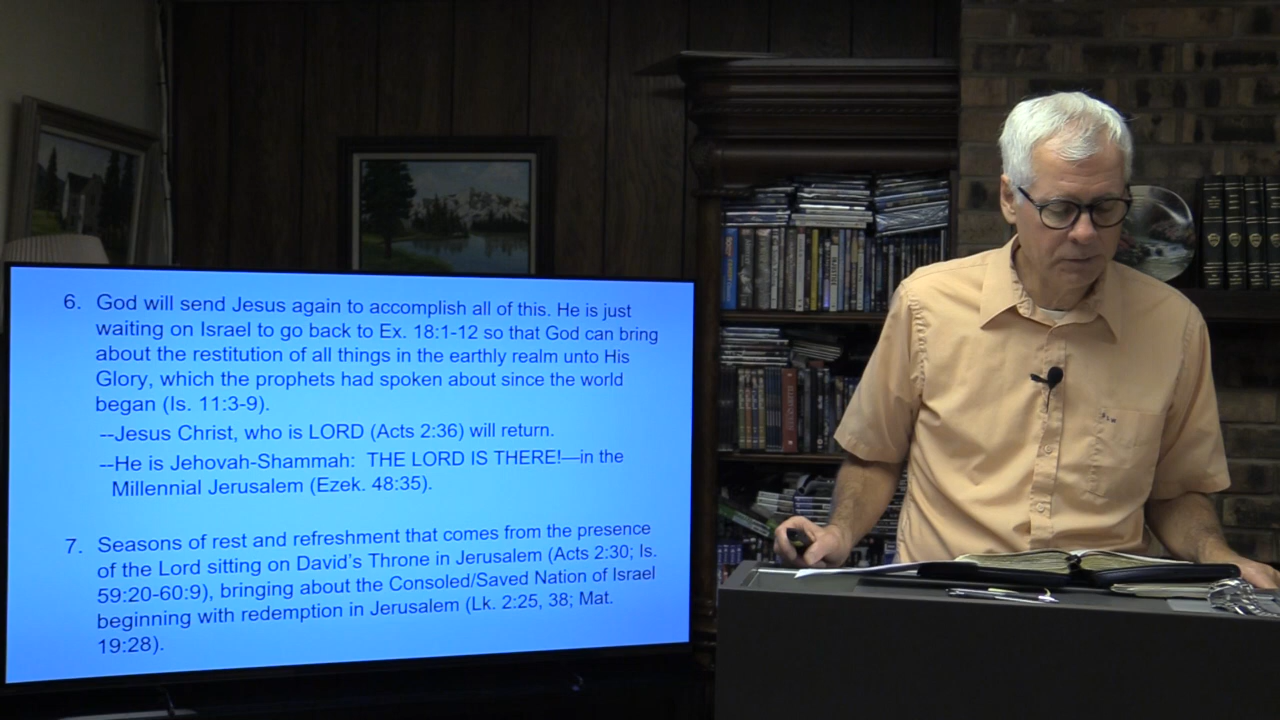 6. God will send Jesus again to accomplish all of this. He is just
waiting on Israel to go back to Ex. 18:1-12 so that God can bring
about the restitution of all things in the earthly realm unto His
Glory, which the prophets had spoken about since the world
began (Is. 11:3-9).
--Jesus Christ, who is LORD (Acts 2:36) will return.
--He is Jehovah-Shammah: THE LORD IS THERE!—in the
Millennial Jerusalem (Ezek. 48:35).
7. Seasons of rest and refreshment that comes from the presence
of the Lord sitting on David's Throne in Jerusalem (Acts 2:30; Is.
59:20-60:9), bringing about the Consoled/Saved Nation of Israel
beginning with redemption in Jerusalem (Lk. 2:25, 38; Mat.
19:28).